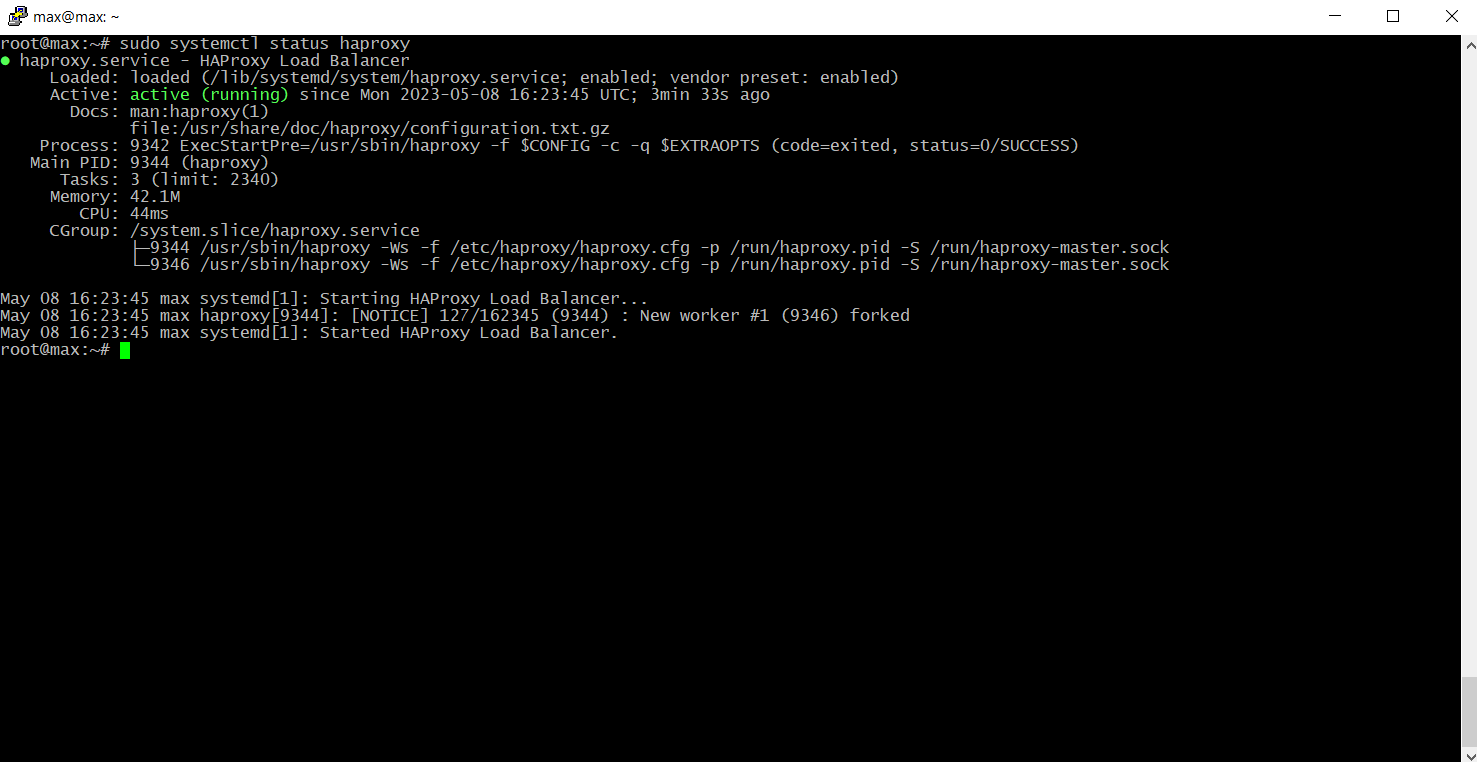 max@max: ~
root@max:~# sudo systemctl status haproxy
● haproxy.service - HAProxy Load Balancer
     Loaded: loaded (/lib/systemd/system/haproxy.service; enabled; vendor preset: enabled)
     Active: active (running) since Mon 2023-05-08 16:23:45 UTC; 3min 33s ago
       Docs: man:haproxy(1)
             file:/usr/share/doc/haproxy/configuration.txt.gz
    Process: 9342 ExecStartPre=/usr/sbin/haproxy -f $CONFIG -c -q $EXTRAOPTS (code=exited, status=0/SUCCESS)
   Main PID: 9344 (haproxy)
      Tasks: 3 (limit: 2340)
     Memory: 42.1M
        CPU: 44ms
     CGroup: /system.slice/haproxy.service
             ├─9344 /usr/sbin/haproxy -Ws -f /etc/haproxy/haproxy.cfg -p /run/haproxy.pid -S /run/haproxy-master.sock
             └─9346 /usr/sbin/haproxy -Ws -f /etc/haproxy/haproxy.cfg -p /run/haproxy.pid -S /run/haproxy-master.sock

May 08 16:23:45 max systemd[1]: Starting HAProxy Load Balancer...
May 08 16:23:45 max haproxy[9344]: [NOTICE] 127/162345 (9344) : New worker #1 (9346) forked
May 08 16:23:45 max systemd[1]: Started HAProxy Load Balancer.
root@max:~#